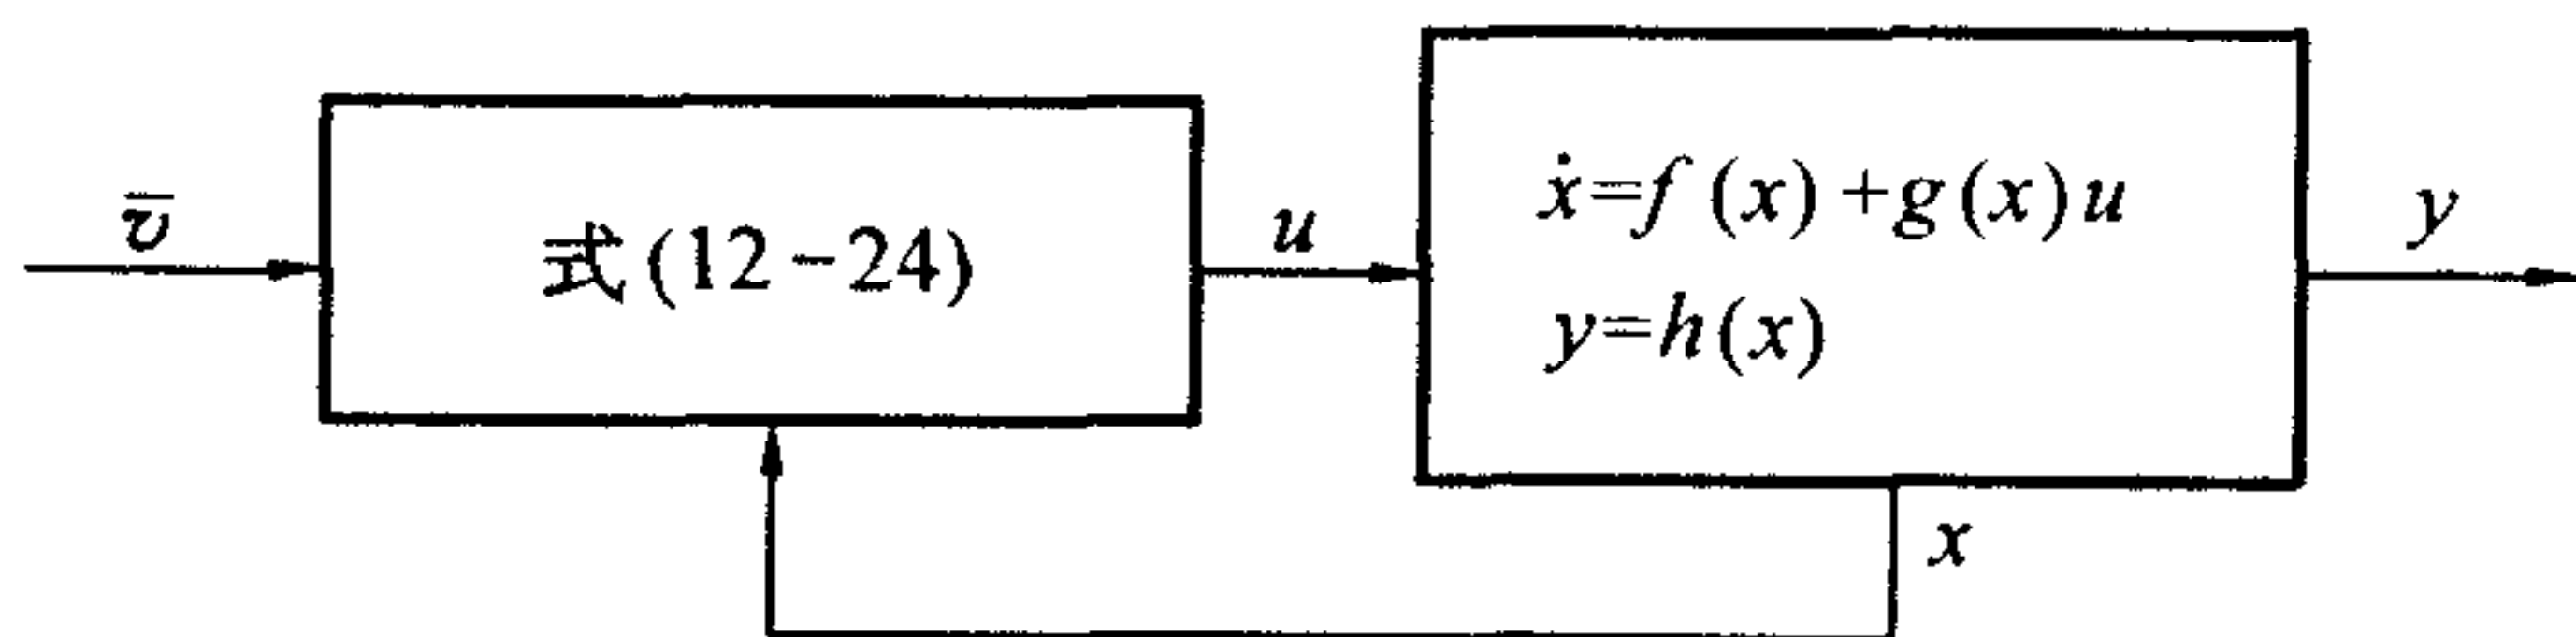 v̄
式(12-24)
u
ẋ=f(x)+g(x)u
y=h(x)
y
x